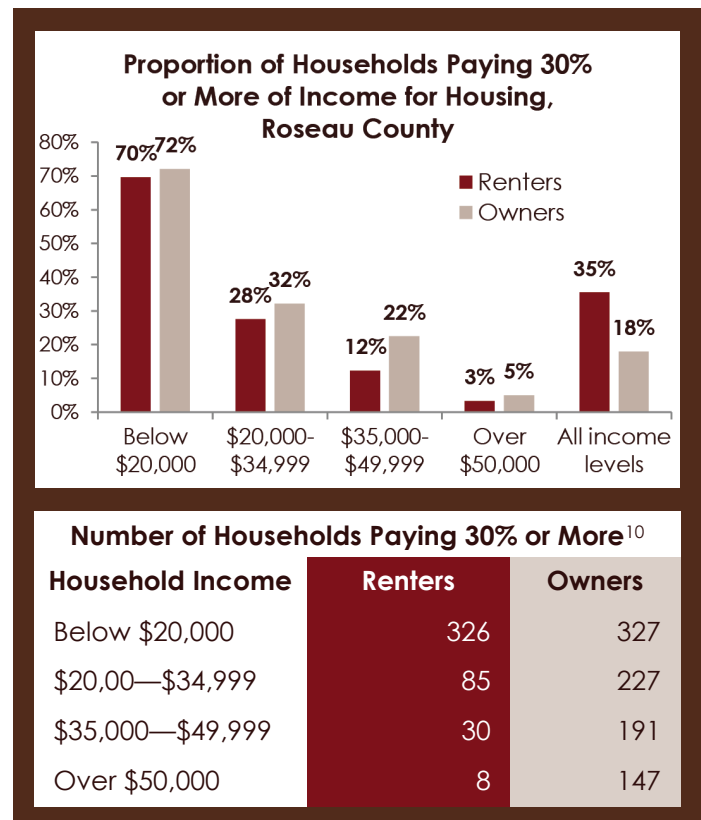 Proportion of Households Paying 30%
or More of Income for Housing,
Roseau County
80%
70%
60%
50%
40%
30%
20%
10%
0%
70%
72%
28%
32%
12%
22%
3%
5%
35%
18%
Renters
Owners
Below
$20,000
$20,000-
$34,999
$35,000-
$49,999
Over
$50,000
All income
levels
Number of Households Paying 30% or More10
Household Income Renters Owners
Below $20,000 326 327
$20,00—$34,999 85 227
$35,000—$49,999 30 191
Over $50,000 8 147